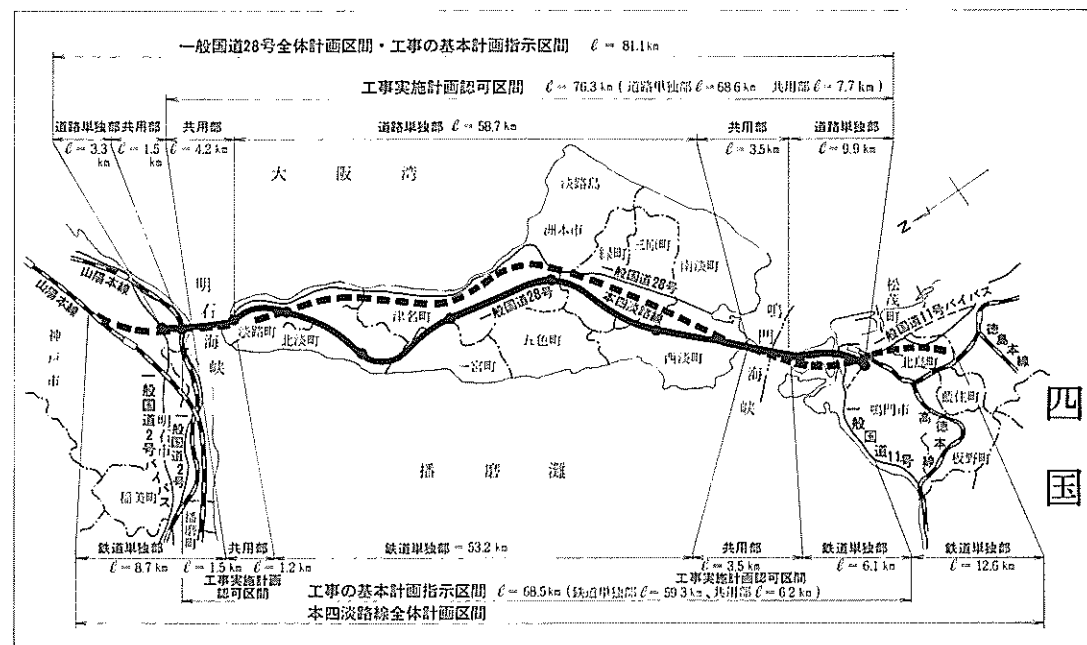 一般国道28号全体計画区間・工事の基本計画指示区間 ℓ＝81.1km
工事実施計画認可区間 ℓ＝76.3km（道路単独部ℓ＝68.6km 共用部ℓ＝7.7km）
道路単独部 共用部 共用部 道路単独部 ℓ＝58.7km 共用部 道路単独部
ℓ＝3.3km ℓ＝1.5km ℓ＝4.2km ℓ＝3.5km ℓ＝9.9km
大阪湾
淡路島
洲本市
緑町
三原町
南淡町
N
山陽本線
山陽本線
明石海峡
神戸市
淡路町
北淡町
津名町
一宮町
一般国道28号
五色町
一般国道28号
本四淡路線
西淡町
鳴門海峡
松茂町
一般国道11号バイパス
北島町
徳島本線
藍住町
鳴門市
高徳本線
板野町
一般国道11号
四国
一般国道2号
明石市
バイパス
一般国道2号
稲美町
播磨町
播磨灘
鉄道単独部 共用部 鉄道単独部＝53.2km 共用部 鉄道単独部 鉄道単独部
ℓ＝8.7km ℓ＝1.5km ℓ＝1.2km ℓ＝3.5km ℓ＝6.1km ℓ＝12.6km
工事実施計画認可区間 工事実施計画認可区間
工事の基本計画指示区間 ℓ＝68.5km（鉄道単独部ℓ＝59.3km、共用部ℓ＝6.2km）
本四淡路線全体計画区間